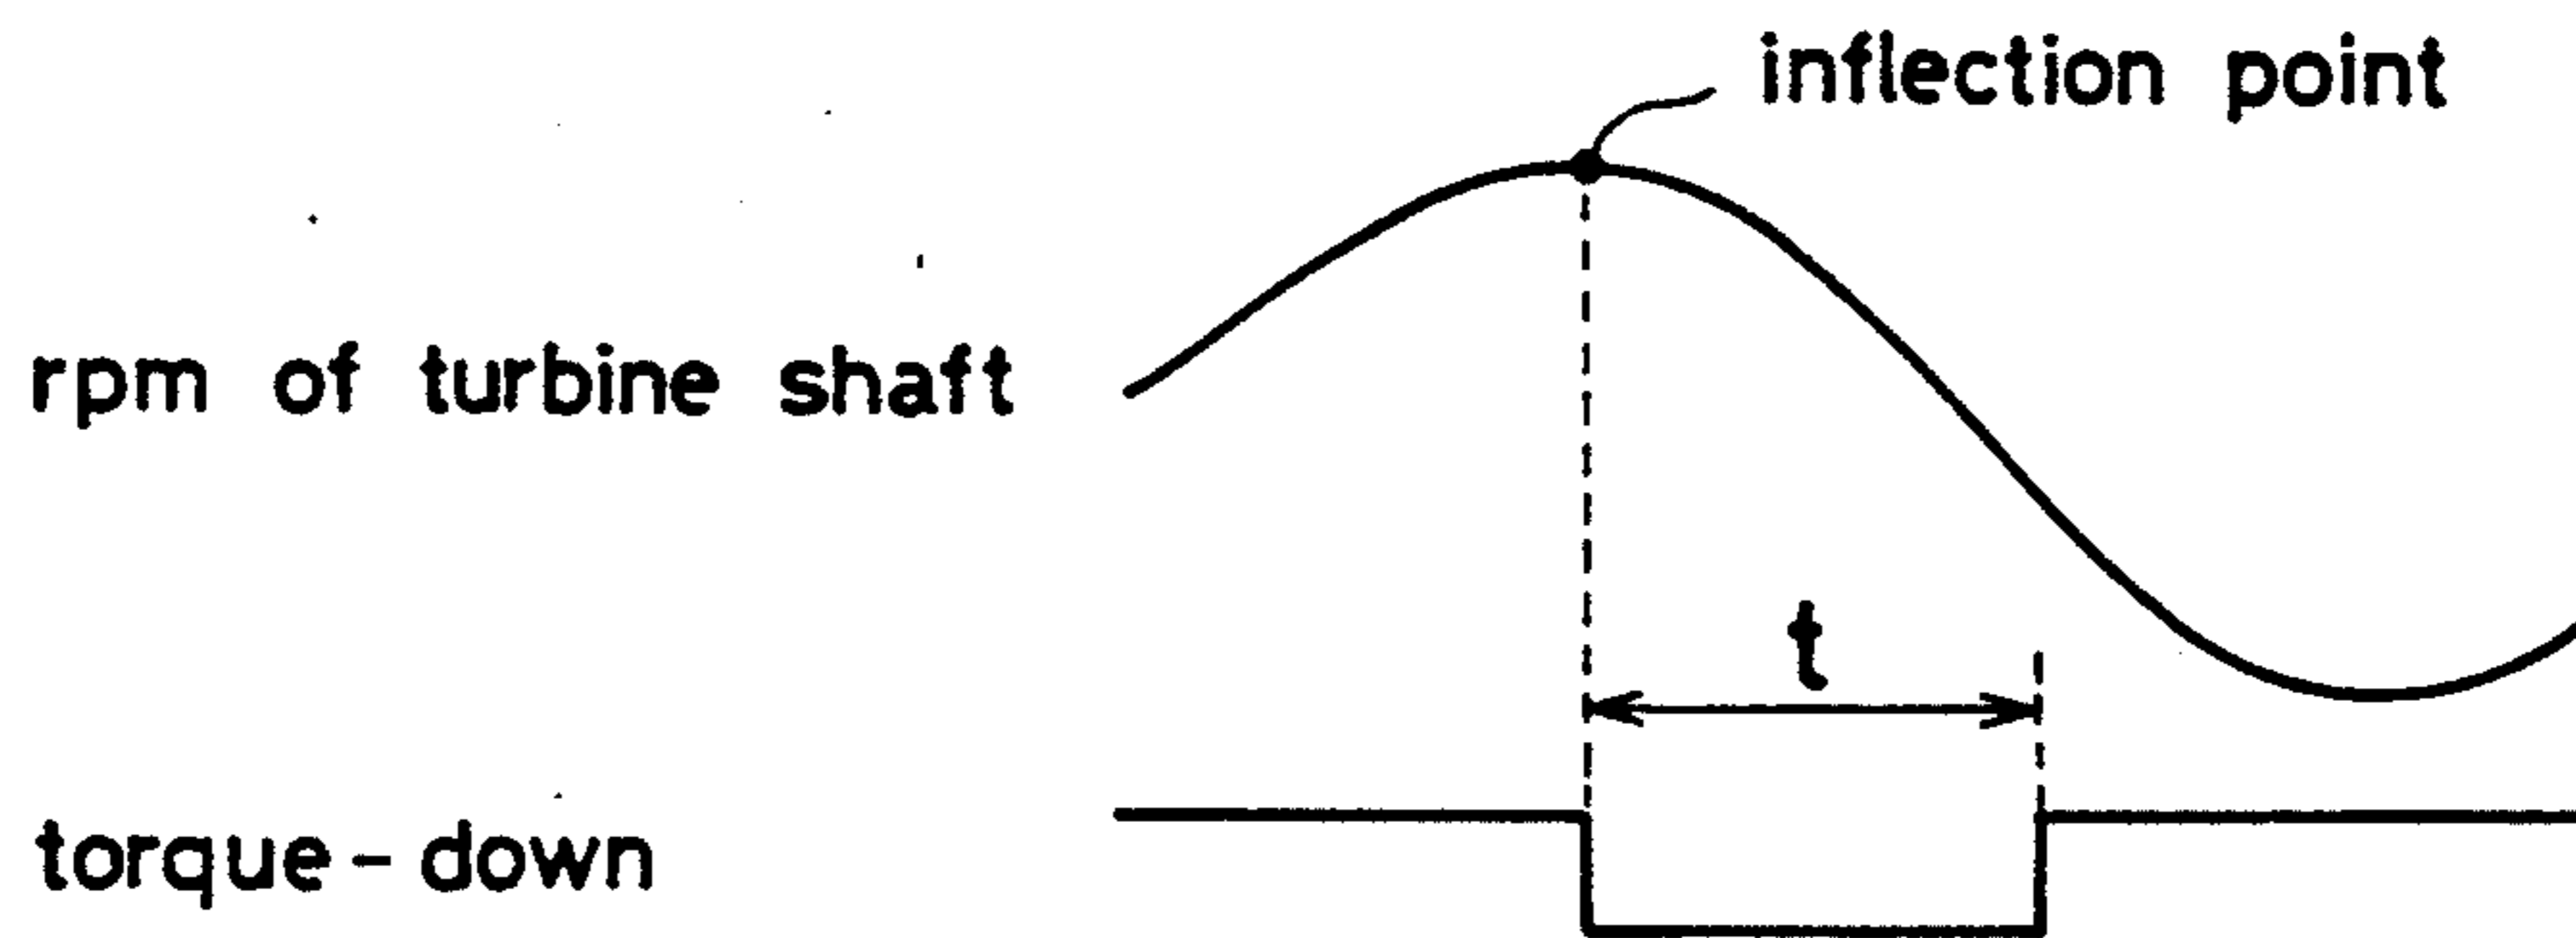 inflection point
rpm of turbine shaft
t
torque-down